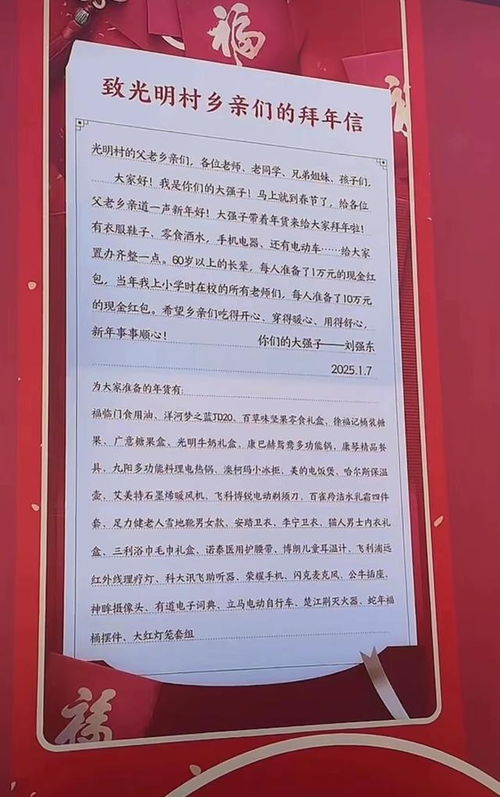 福
致光明村乡亲们的拜年信
光明村的父老乡亲们，各位老师、老同学、兄弟姐妹、孩子们，
大家好！我是你们的大强子！马上就到春节了，给各位
父老乡亲道一声新年好！大强子带着年货来给大家拜年啦！
有衣服鞋子、零食酒水，手机电器、还有电动车……给大家
置办齐整一点。60岁以上的长辈，每人准备了1万元的现金红
包，当年我上小学时在校的所有老师们，每人准备了10万元
的现金红包。希望乡亲们吃得开心、穿得暖心、用得舒心，
新年事事顺心！
你们的大强子——刘强东
2025.1.7
为大家准备的年货有：
福临门食用油、洋河梦之蓝TD20、百草味坚果零食礼盒、徐福记桶装糖
果、广意糖果盒、光明牛奶礼盒、康巴赫鸳鸯多功能锅、康琴精品餐
具、九阳多功能料理电热锅、澳柯玛小冰柜、美的电饭煲、哈尔斯保温
壶、艾美特石墨烯暖风机、飞科博锐电动剃须刀、百雀羚洁水乳霜四件
套、足力健老人雪地靴男女款、安踏卫衣、李宁卫衣、猫人男士内衣礼
盒、三利浴巾毛巾礼盒、诺泰医用护腰带、博朗儿童耳温计、飞利浦远
红外线理疗灯、科大讯飞助听器、荣耀手机、闪克麦克风、公牛插座、
神眸摄像头、有道电子词典、立马电动自行车、楚江荆灭火器、蛇年福
桶摆件、大红灯笼套组
福